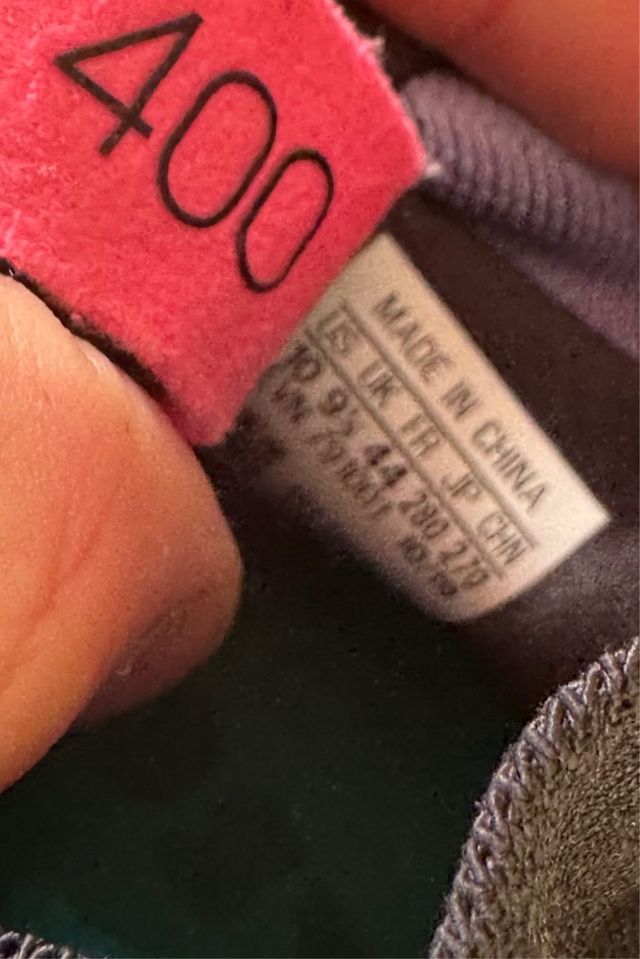 400
MADE IN CHINA
US UK FR JP CHN
10 9½ 44 280 270